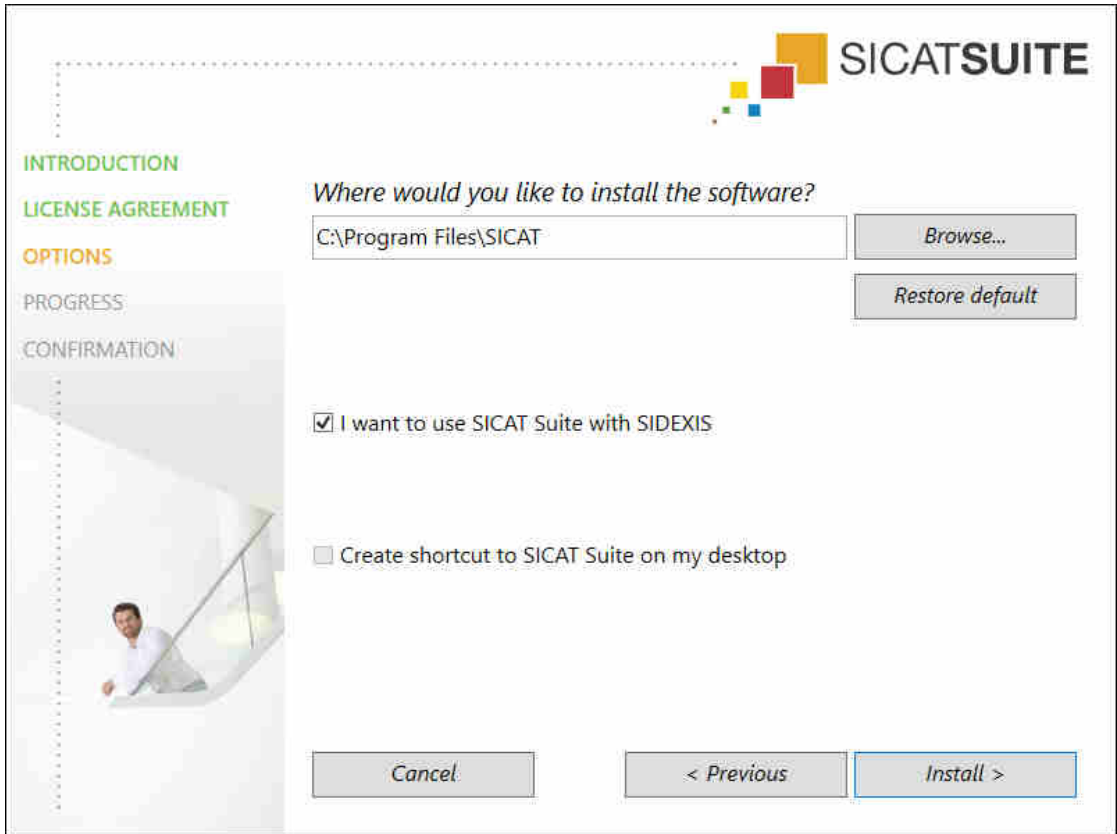 SICATSUITE
INTRODUCTION
LICENSE AGREEMENT
OPTIONS
PROGRESS
CONFIRMATION
Where would you like to install the software?
C:\Program Files\SICAT
Browse...
Restore default
I want to use SICAT Suite with SIDEXIS
Create shortcut to SICAT Suite on my desktop
Cancel
< Previous
Install >